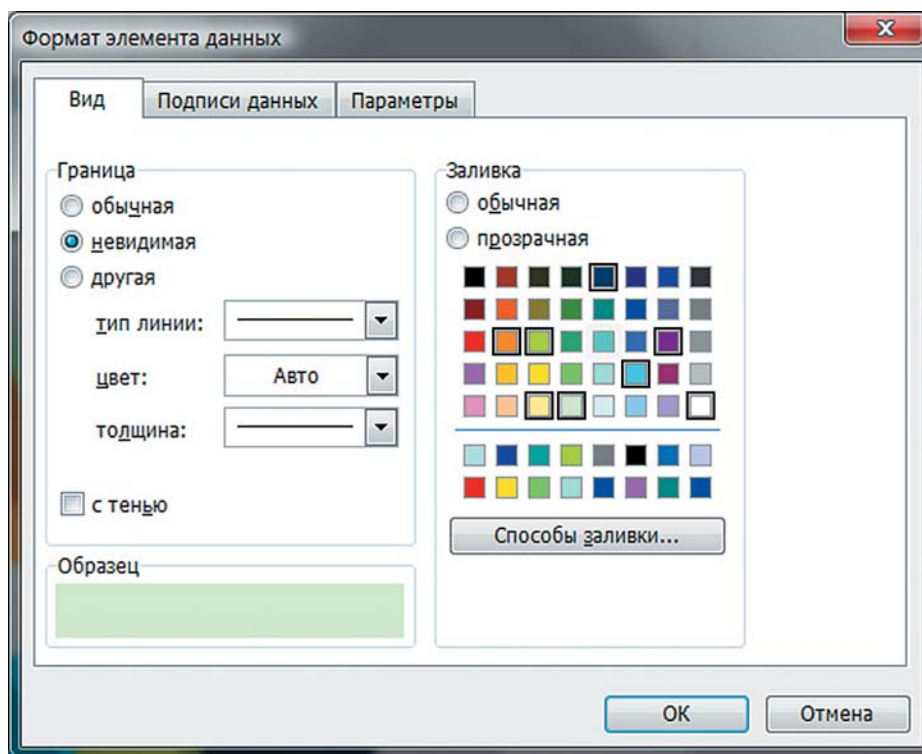 Формат элемента данных
Вид
Подписи данных
Параметры
Граница
обычная
невидимая
другая
тип линии:
цвет:
Авто
толщина:
с тенью
Образец
Заливка
обычная
прозрачная
Способы заливки...
ОК
Отмена